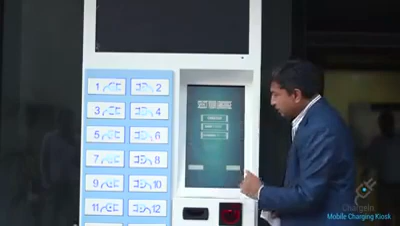 SELECT YOUR LANGUAGE
1 2
3 4
5 6
7 8
9 10
11 12
ChargeIn
Mobile Charging Kiosk